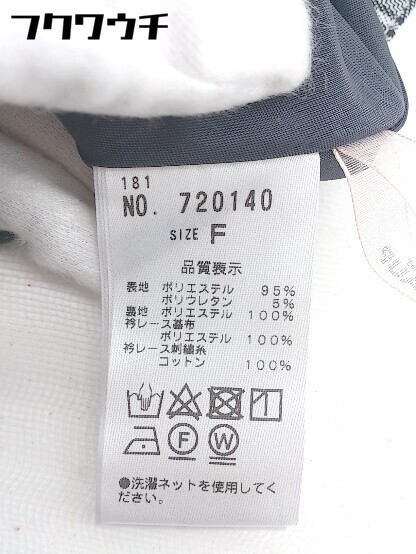 フクワウチ
181
NO. 720140
SIZE F
品質表示
表地 ポリエステル 95%
ポリウレタン 5%
裏地 ポリエステル 100%
衿レース基布
ポリエステル 100%
衿レース刺繍糸
コットン 100%
F W
●洗濯ネットを使用してく
ださい。